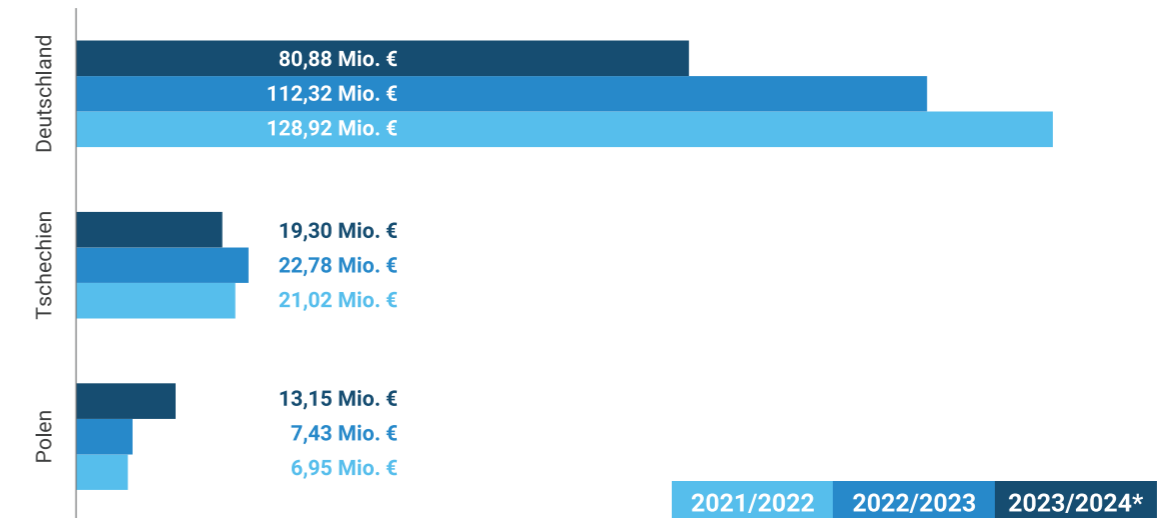 Deutschland
80,88 Mio. €
112,32 Mio. €
128,92 Mio. €
Tschechien
19,30 Mio. €
22,78 Mio. €
21,02 Mio. €
Polen
13,15 Mio. €
7,43 Mio. €
6,95 Mio. €
2021/2022 2022/2023 2023/2024*